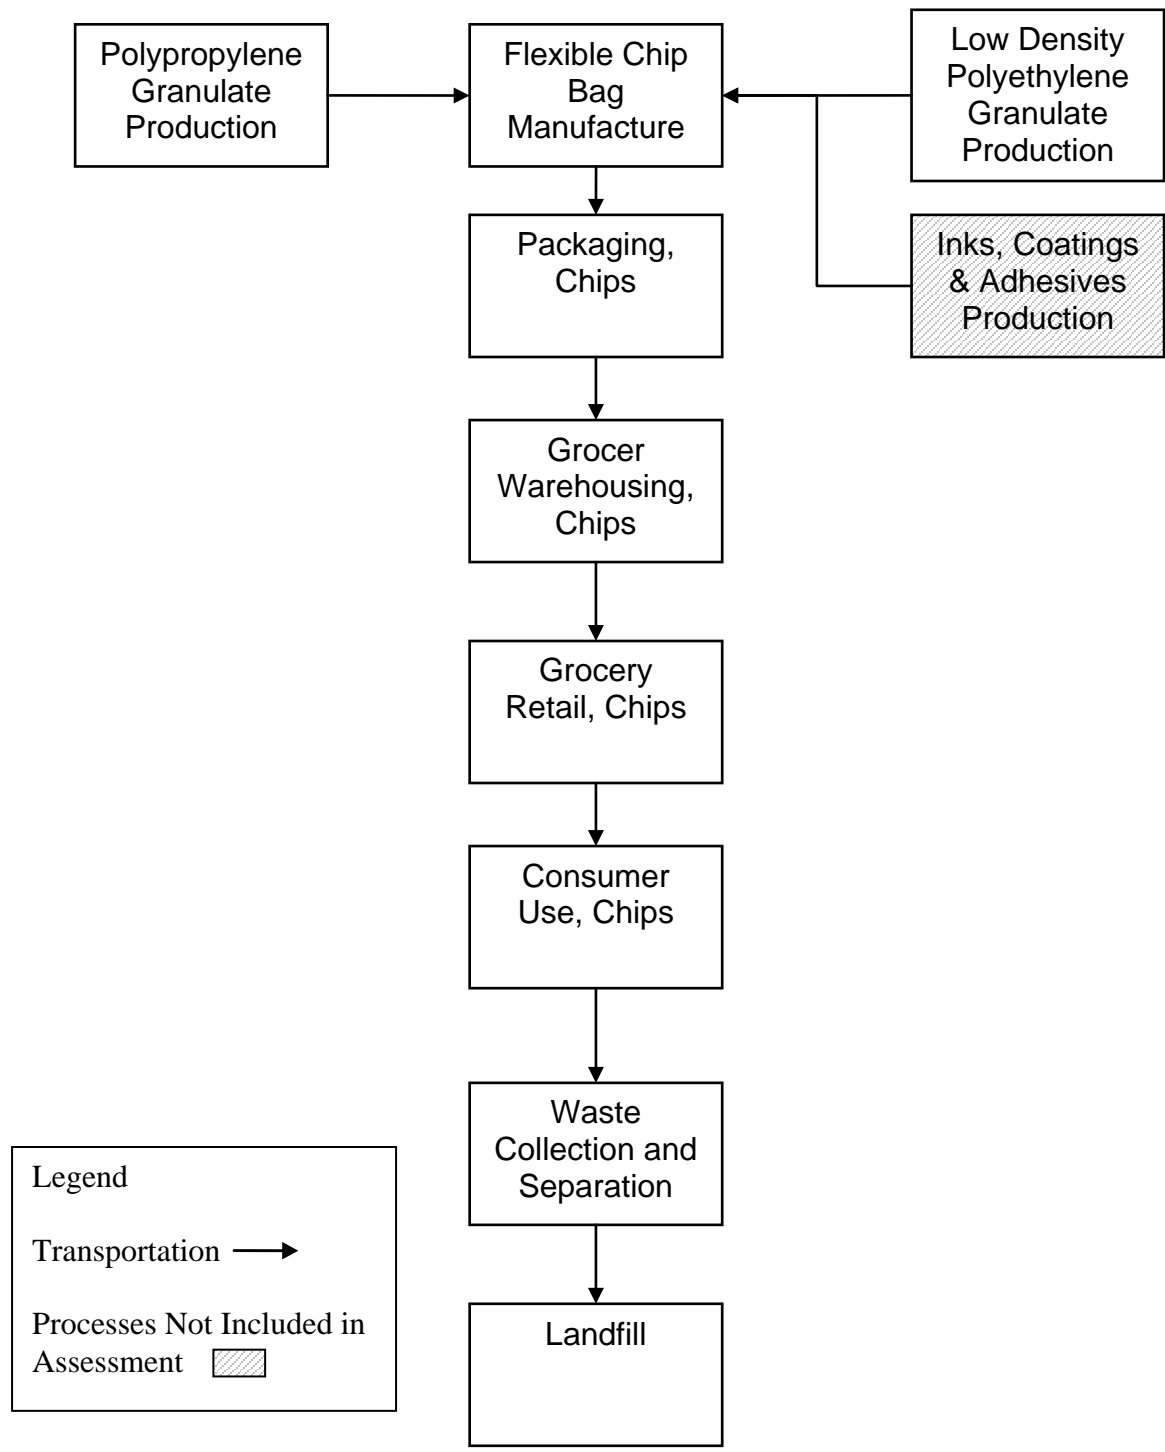 Polypropylene
Granulate
Production
Flexible Chip
Bag
Manufacture
Low Density
Polyethylene
Granulate
Production
Packaging,
Chips
Inks, Coatings
& Adhesives
Production
Grocer
Warehousing,
Chips
Grocery
Retail, Chips
Consumer
Use, Chips
Waste
Collection and
Separation
Landfill
Legend
Transportation
Processes Not Included in
Assessment